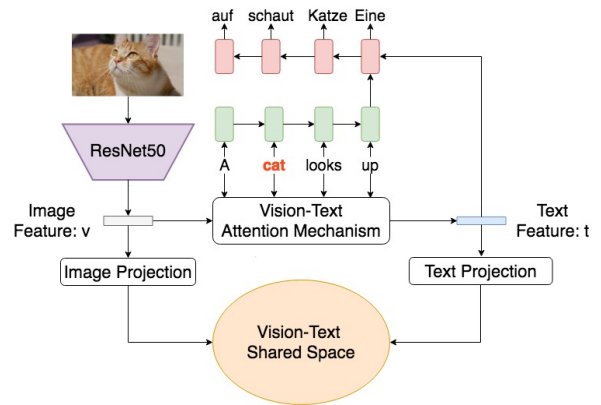 auf schaut Katze Eine
ResNet50
A cat looks up
Image
Feature: v
Vision-Text
Attention Mechanism
Text
Feature: t
Image Projection
Text Projection
Vision-Text
Shared Space